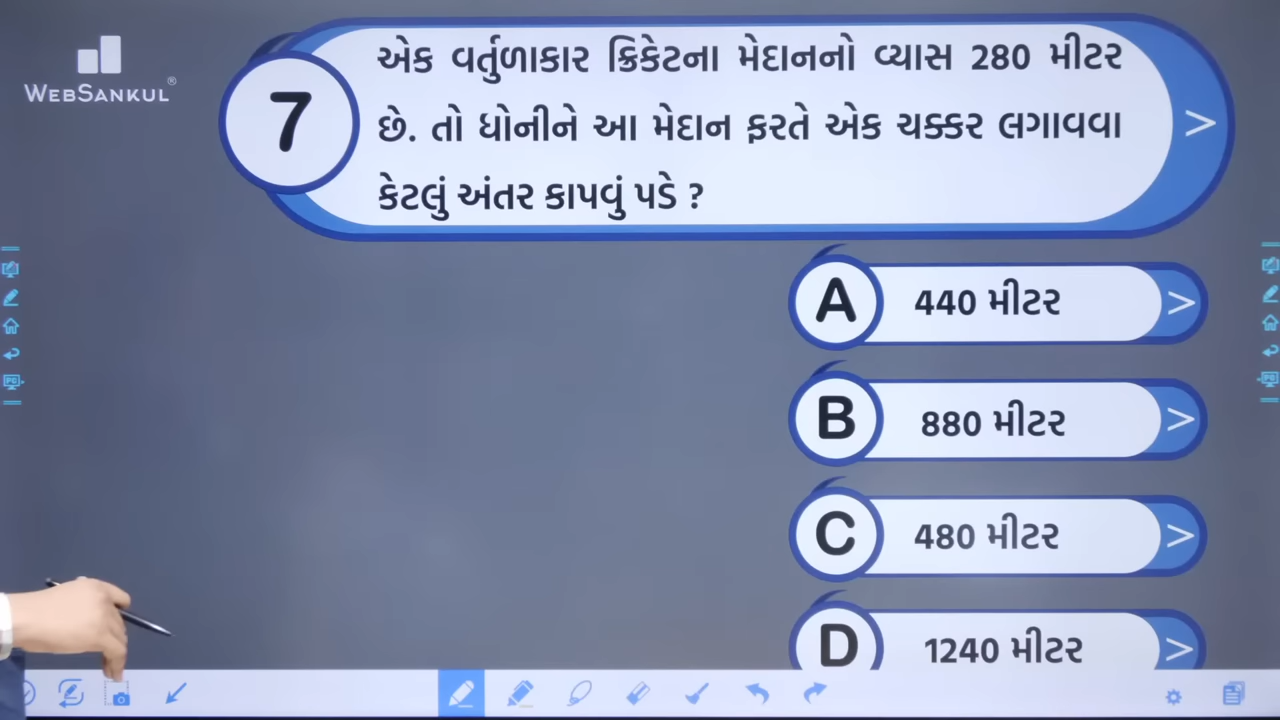 WEBSANKUL®
7
એક વર્તુળાકાર ક્રિકેટના મેદાનનો વ્યાસ 280 મીટર
છે. તો ધોનીને આ મેદાન ફરતે એક ચક્કર લગાવવા
કેટલું અંતર કાપવું પડે ?
A 440 મીટર >
B 880 મીટર >
C 480 મીટર >
D 1240 મીટર >